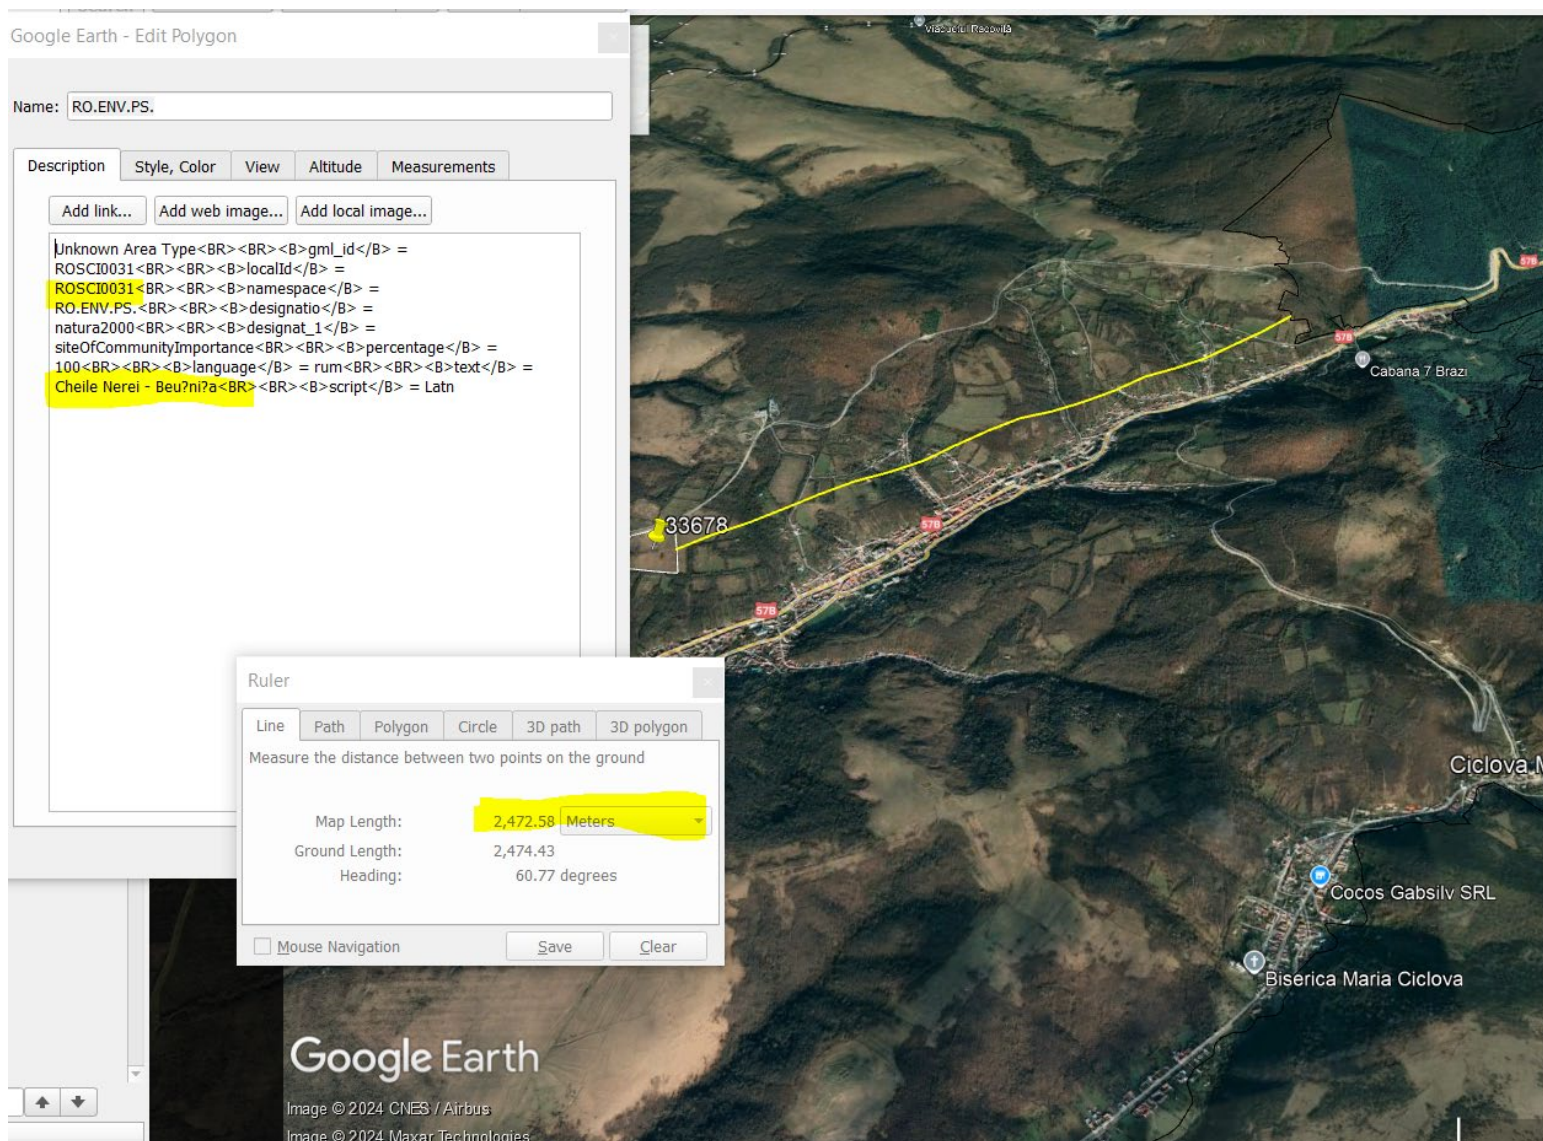 Google Earth - Edit Polygon
Name: RO.ENV.PS.
Description Style, Color View Altitude Measurements
Add link... Add web image... Add local image...
Unknown Area Type<BR><BR><B>gml_id</B> =
ROSCI0031<BR><BR><B>localId</B> =
ROSCI0031<BR><BR><B>namespace</B> =
RO.ENV.PS.<BR><BR><B>designatio</B> =
natura2000<BR><BR><B>designat_1</B> =
siteOfCommunityImportance<BR><BR><B>percentage</B> =
100<BR><BR><B>language</B> = rum<BR><BR><B>text</B> =
Cheile Nerei - Beu?ni?a<BR><BR><B>script</B> = Latn
Ruler
Line Path Polygon Circle 3D path 3D polygon
Measure the distance between two points on the ground
Map Length: 2,472.58 Meters
Ground Length: 2,474.43
Heading: 60.77 degrees
Mouse Navigation Save Clear
Viaductul Racoviță
57B
57B
Cabana 7 Brazi
33678
57B
57B
Ciclova M
Cocos Gabsilv SRL
Biserica Maria Ciclova
Google Earth
Image © 2024 CNES / Airbus
Image © 2024 Maxar Technologies